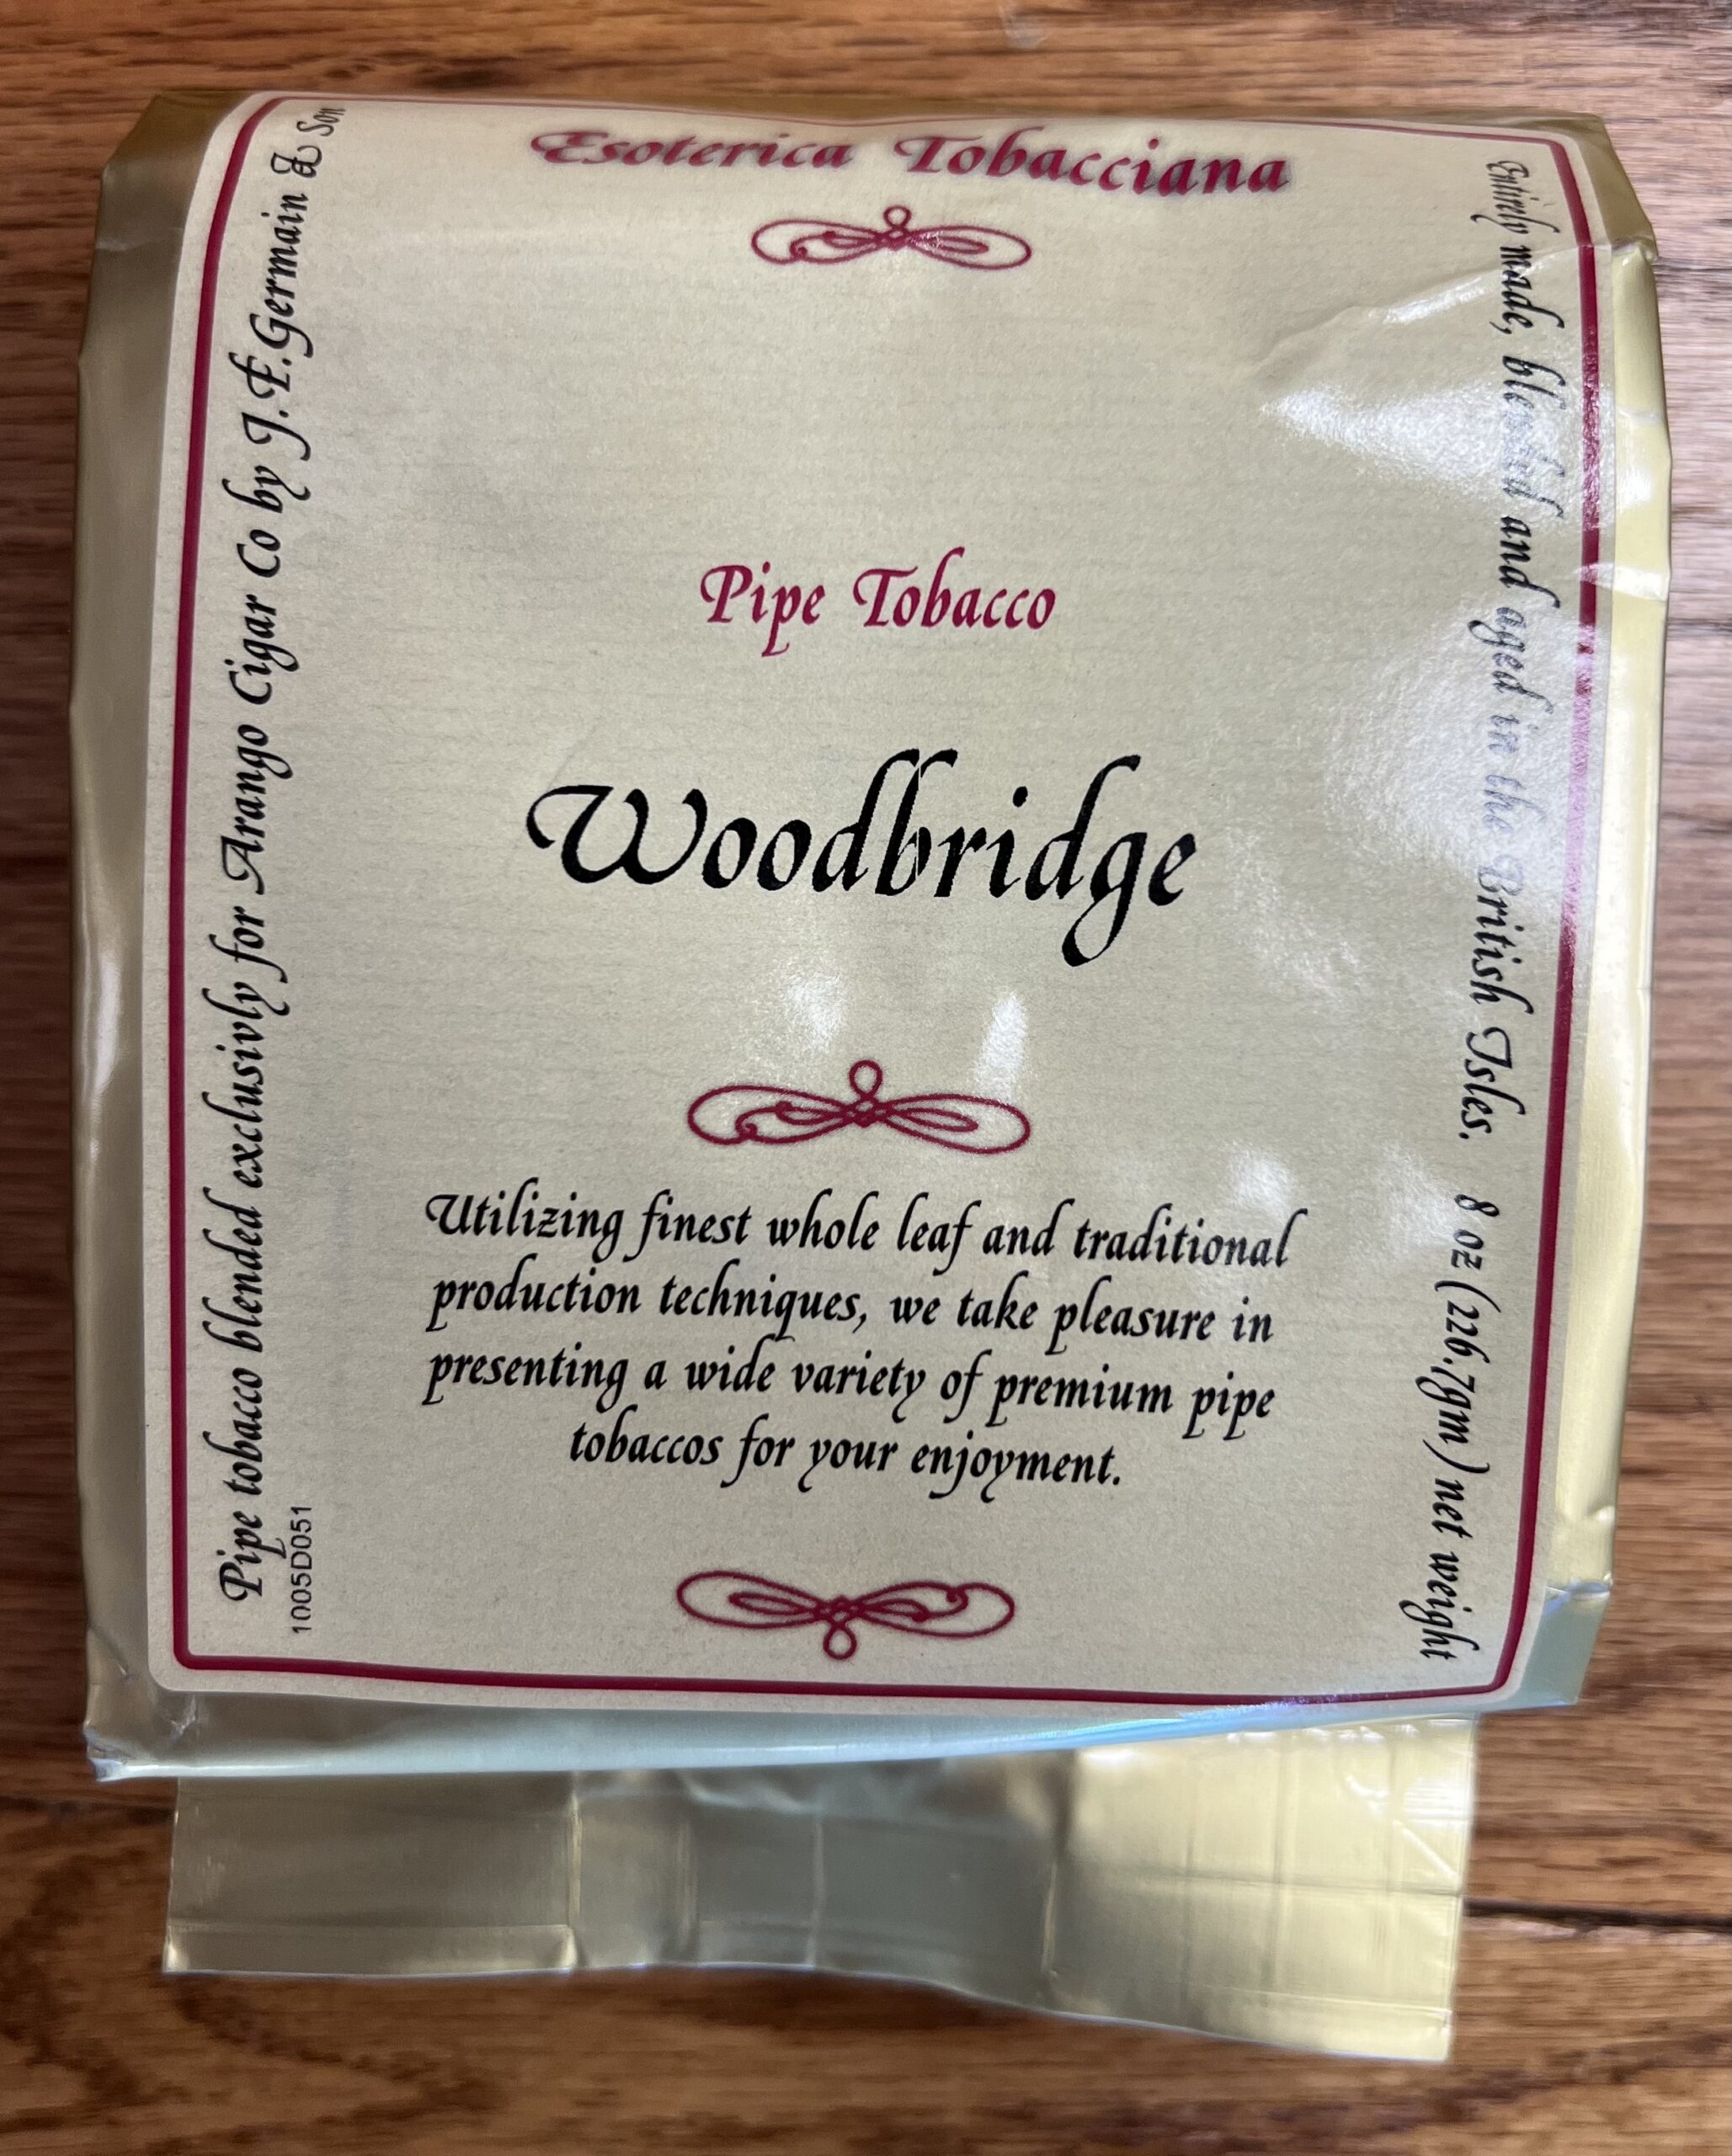 Esoterica Tobacciana
Pipe Tobacco
Woodbridge
Utilizing finest whole leaf and traditional
production techniques, we take pleasure in
presenting a wide variety of premium pipe
tobaccos for your enjoyment.
Pipe tobacco blended exclusivly for Arango Cigar Co by J.F.Germain & Son
1005D051
Entirely made, blended and aged in the British Isles. 8 oz (226,7gm) net weight